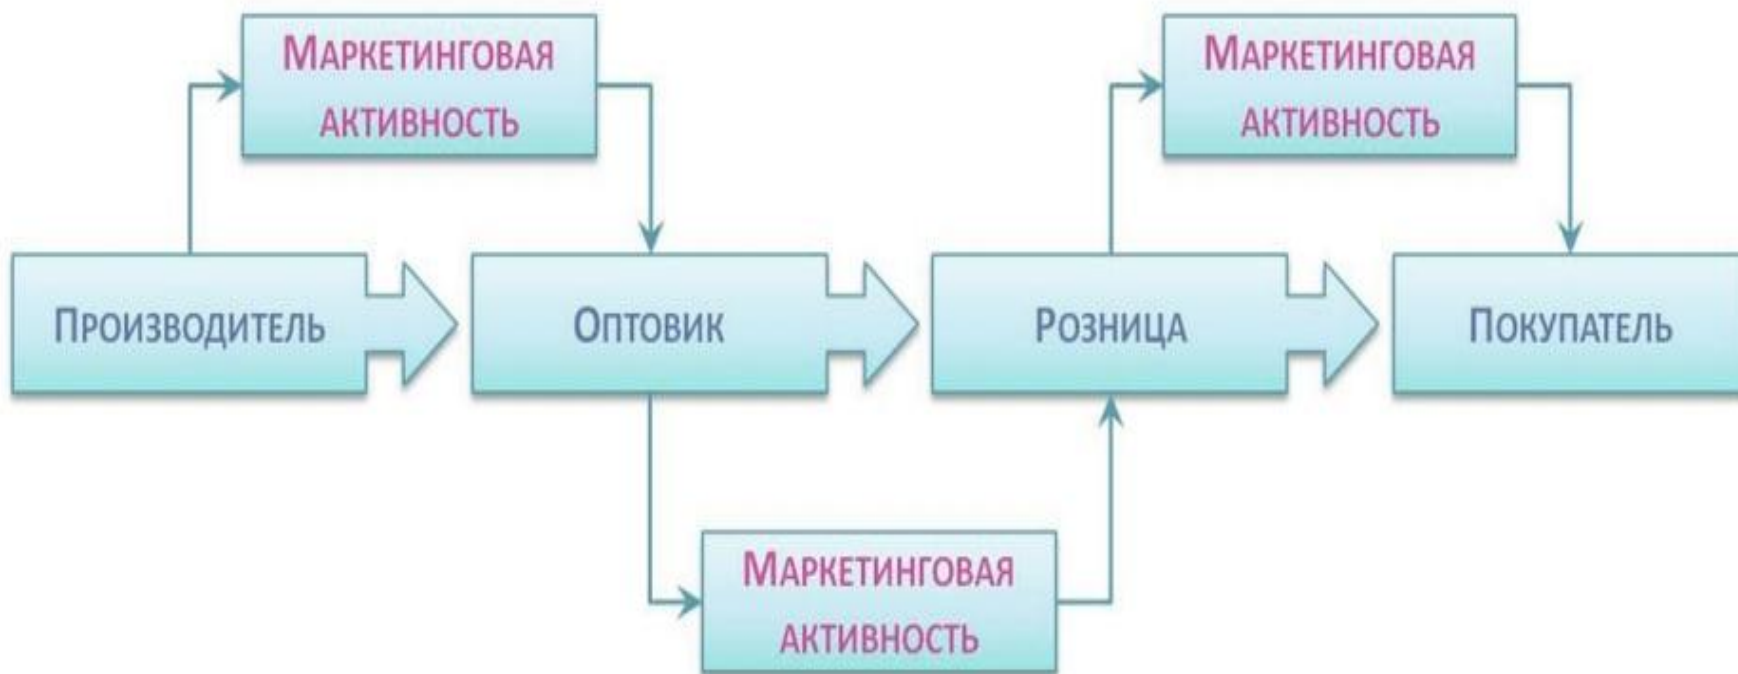 Маркетинговая
активность
Маркетинговая
активность
Производитель
Оптовик
Розница
Покупатель
Маркетинговая
активность